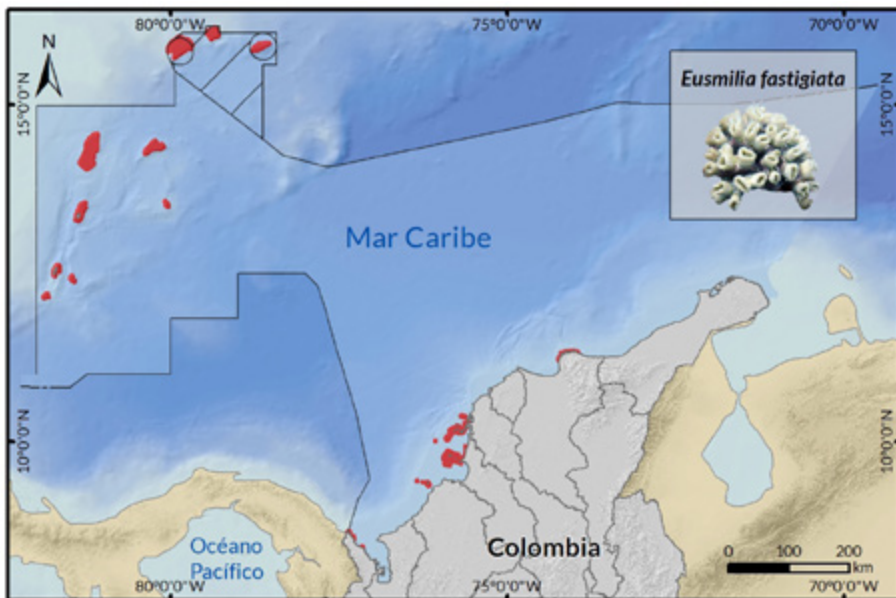 80°0'0"W
75°0'0"W
70°0'0"W
N
15°0'0"N
15°0'0"N
Eusmilia fastigiata
Mar Caribe
10°0'0"N
10°0'0"N
Océano
Pacífico
Colombia
0 100 200
km
80°0'0"W
75°0'0"W
70°0'0"W